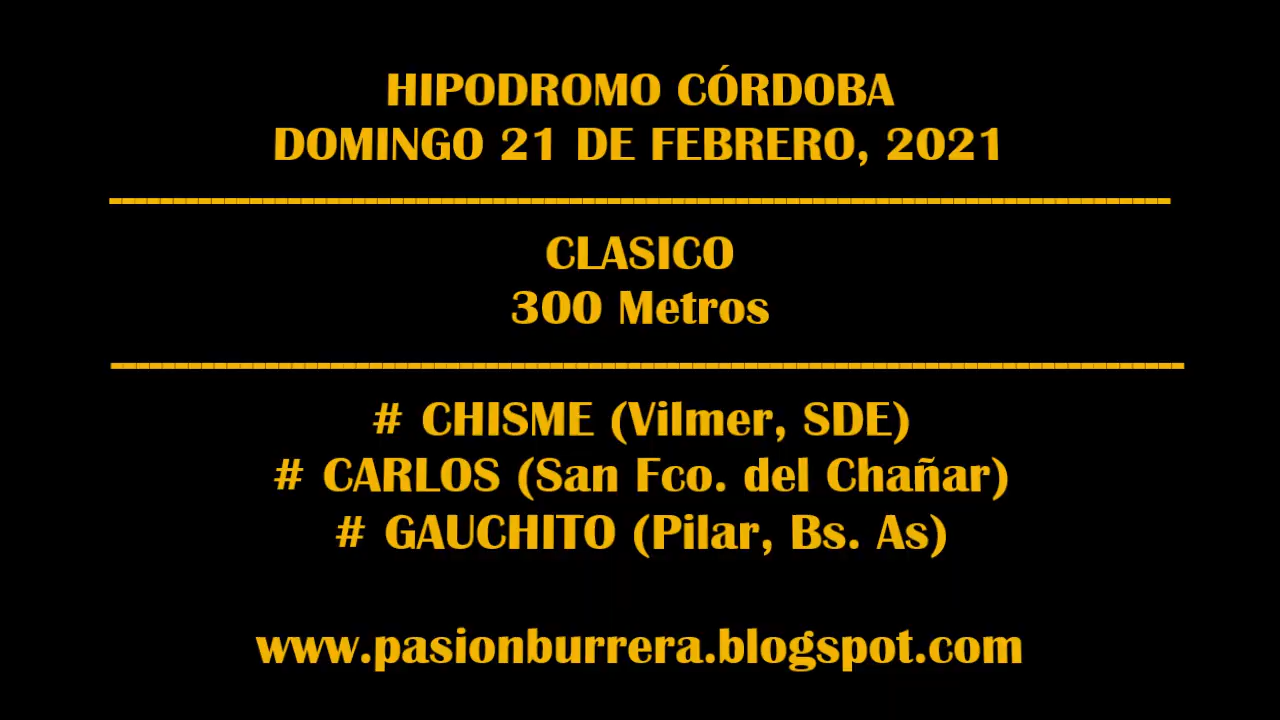 HIPODROMO CÓRDOBA
DOMINGO 21 DE FEBRERO, 2021
CLASICO
300 Metros
# CHISME (Vilmer, SDE)
# CARLOS (San Fco. del Chañar)
# GAUCHITO (Pilar, Bs. As)
www.pasionburrera.blogspot.com